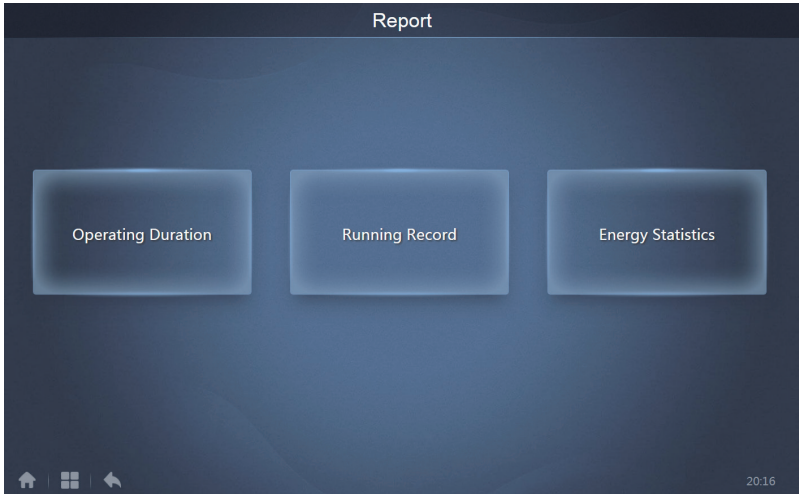 Report
Operating Duration
Running Record
Energy Statistics
20:16